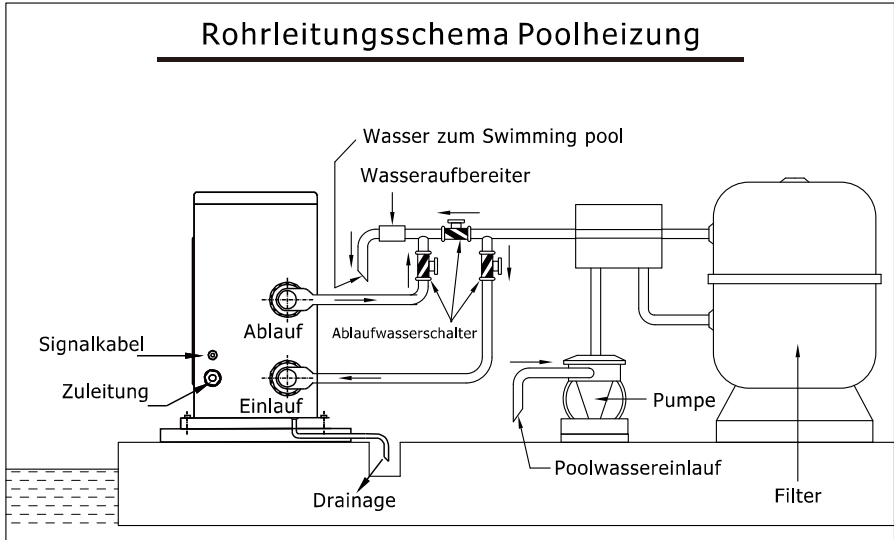 Rohrleitungsschema Poolheizung
Wasser zum Swimming pool
Wasseraufbereiter
Ablauf
Ablaufwasserschalter
Signalkabel
Zuleitung
Einlauf
Pumpe
Poolwassereinlauf
Drainage
Filter